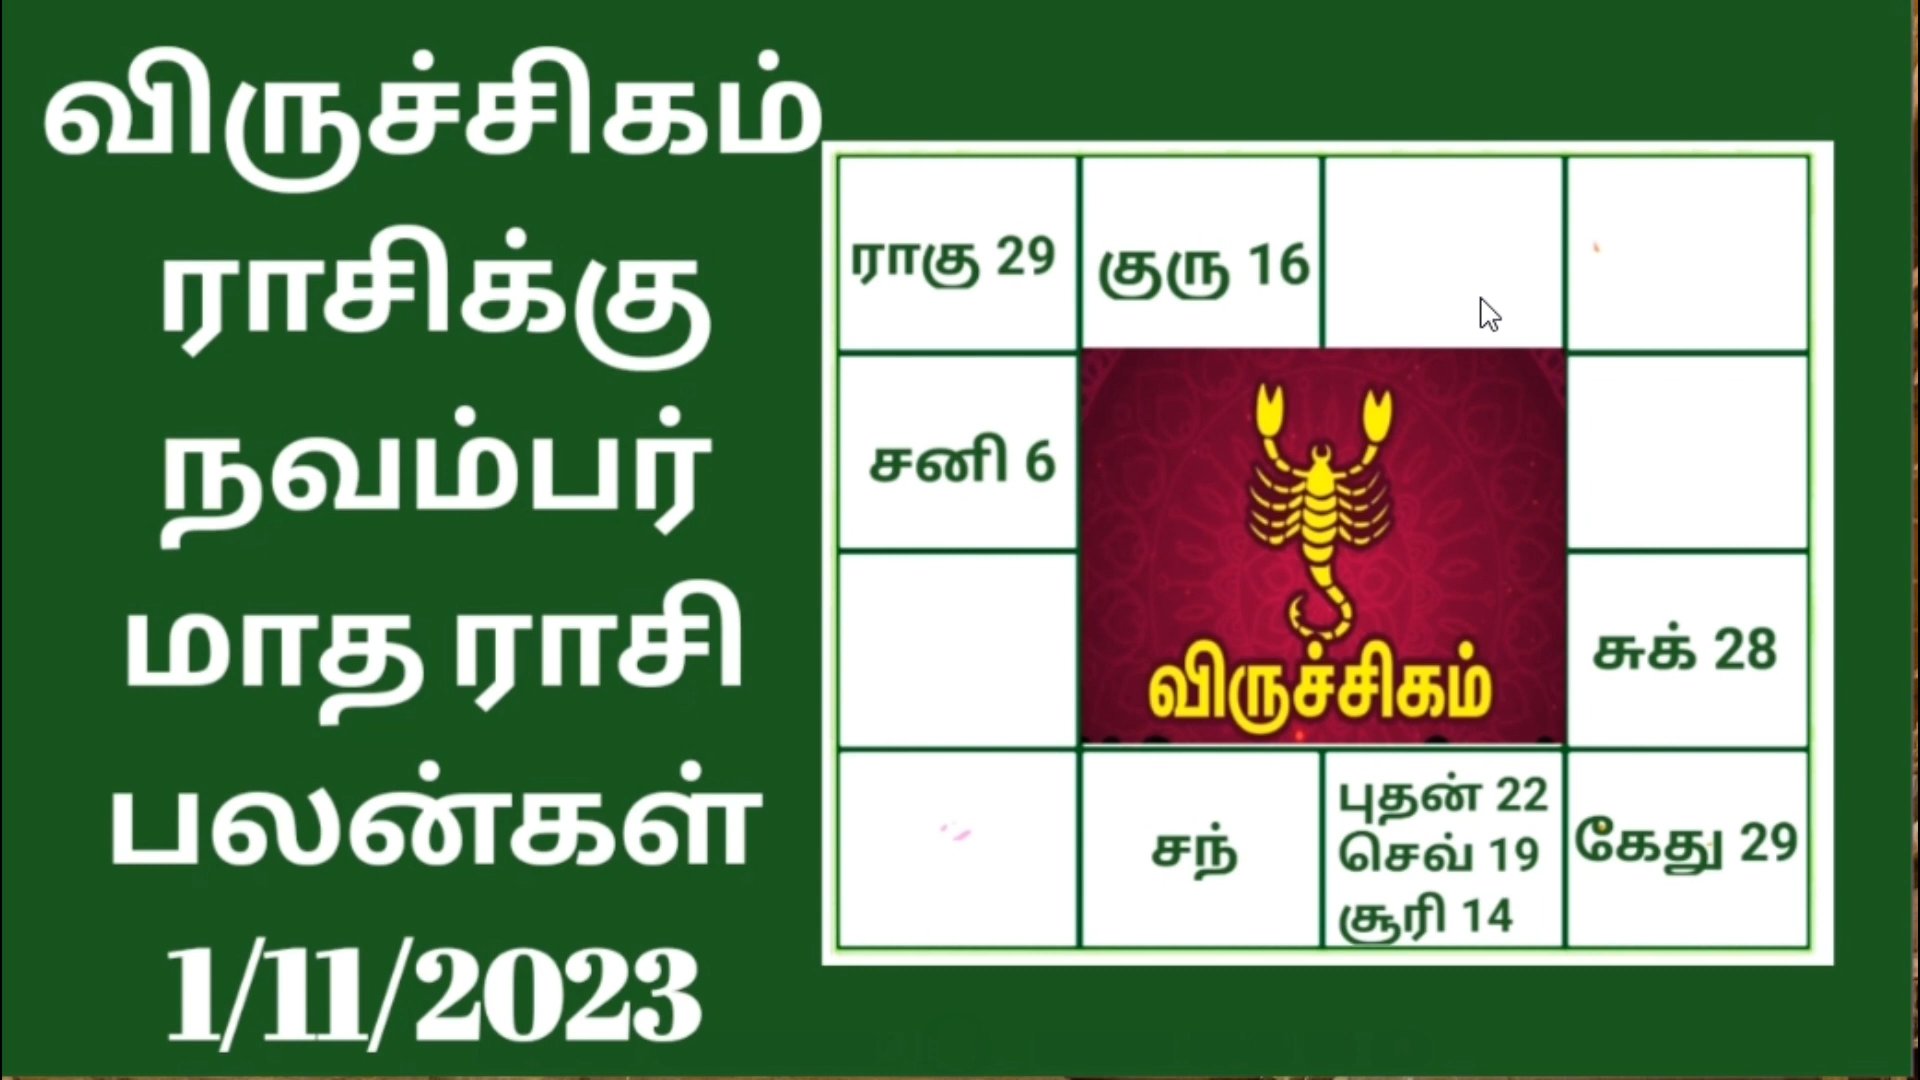 விருச்சிகம்
ராசிக்கு
நவம்பர்
மாத ராசி
பலன்கள்
1/11/2023
ராகு 29
குரு 16
சனி 6
விருச்சிகம்
சுக் 28
சந்
புதன் 22
செவ் 19
சூரி 14
கேது 29